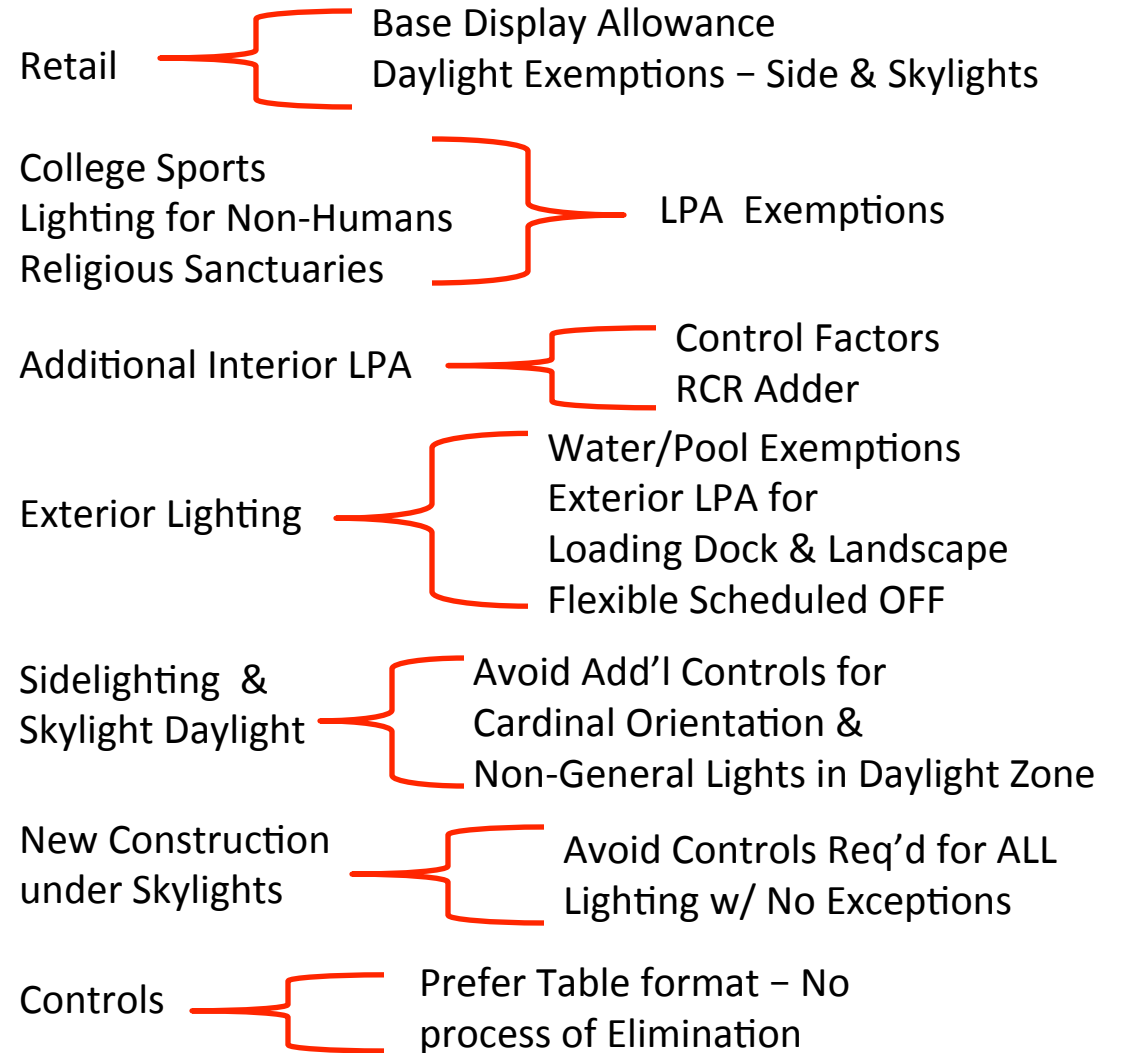 Retail
Base Display Allowance
Daylight Exemptions – Side & Skylights
College Sports
Lighting for Non-Humans
Religious Sanctuaries
LPA Exemptions
Additional Interior LPA
Control Factors
RCR Adder
Exterior Lighting
Water/Pool Exemptions
Exterior LPA for
Loading Dock & Landscape
Flexible Scheduled OFF
Sidelighting &
Skylight Daylight
Avoid Add’l Controls for
Cardinal Orientation &
Non-General Lights in Daylight Zone
New Construction
under Skylights
Avoid Controls Req’d for ALL
Lighting w/ No Exceptions
Controls
Prefer Table format – No
process of Elimination